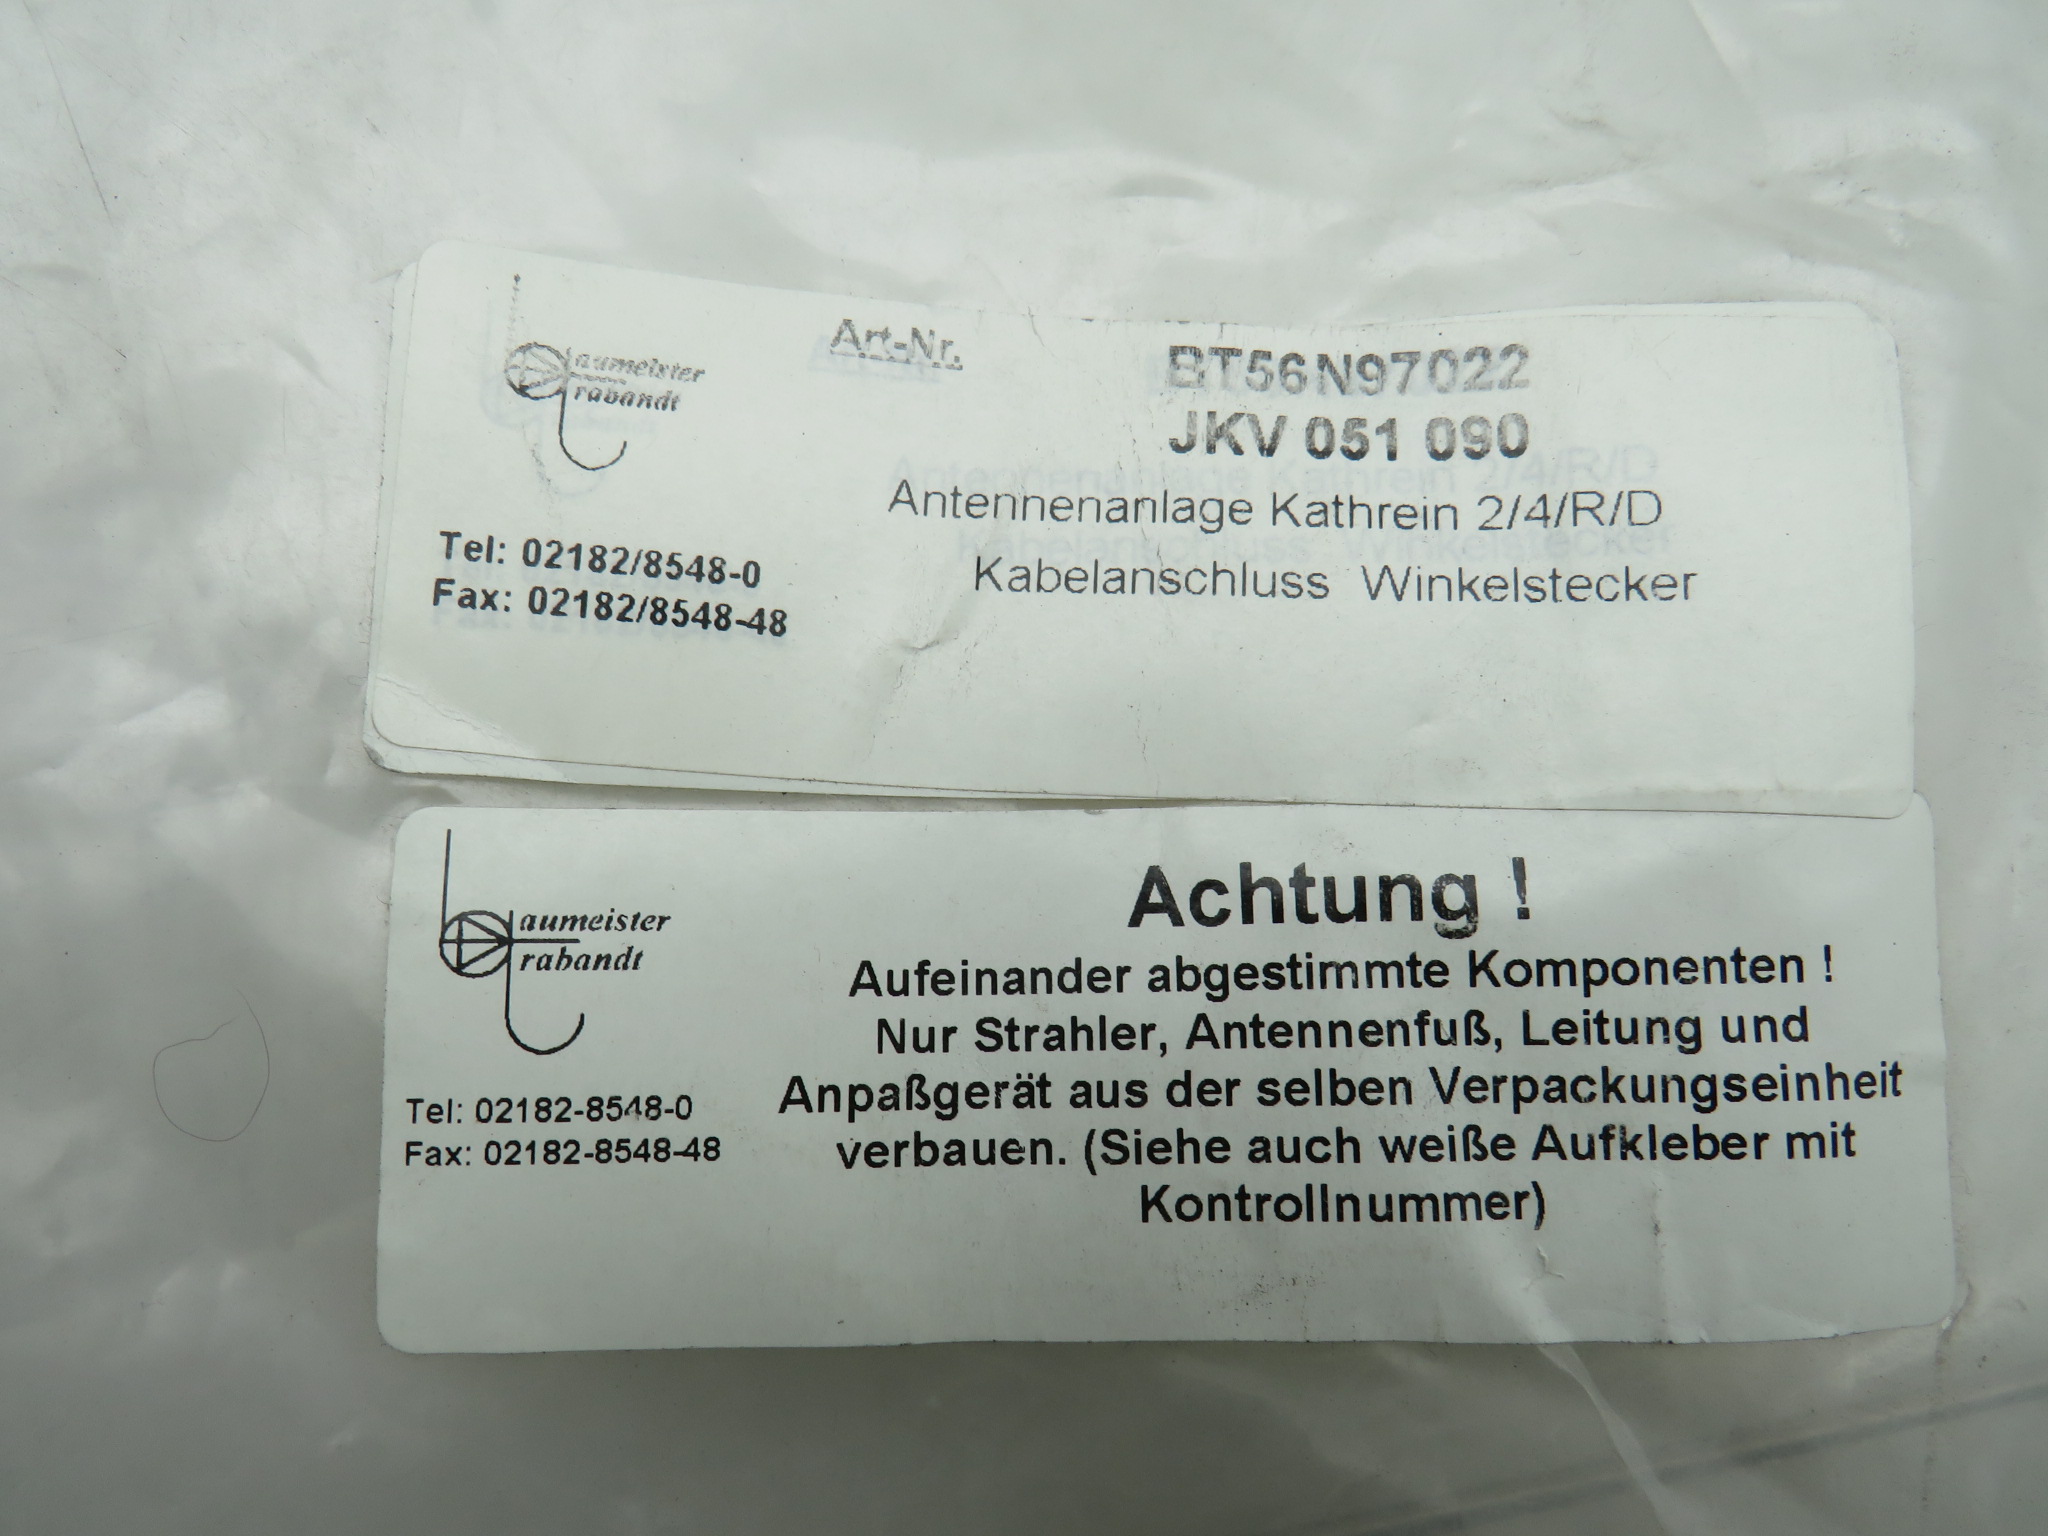 aumeister
rabandt
Art-Nr.
BT56N97022
JKV 051 090
Antennenanlage Kathrein 2/4/R/D
Kabelanschluss Winkelstecker
Tel: 02182/8548-0
Fax: 02182/8548-48
aumeister
rabandt
Tel: 02182-8548-0
Fax: 02182-8548-48
Achtung !
Aufeinander abgestimmte Komponenten !
Nur Strahler, Antennenfuß, Leitung und
Anpaßgerät aus der selben Verpackungseinheit
verbauen. (Siehe auch weiße Aufkleber mit
Kontrollnummer)